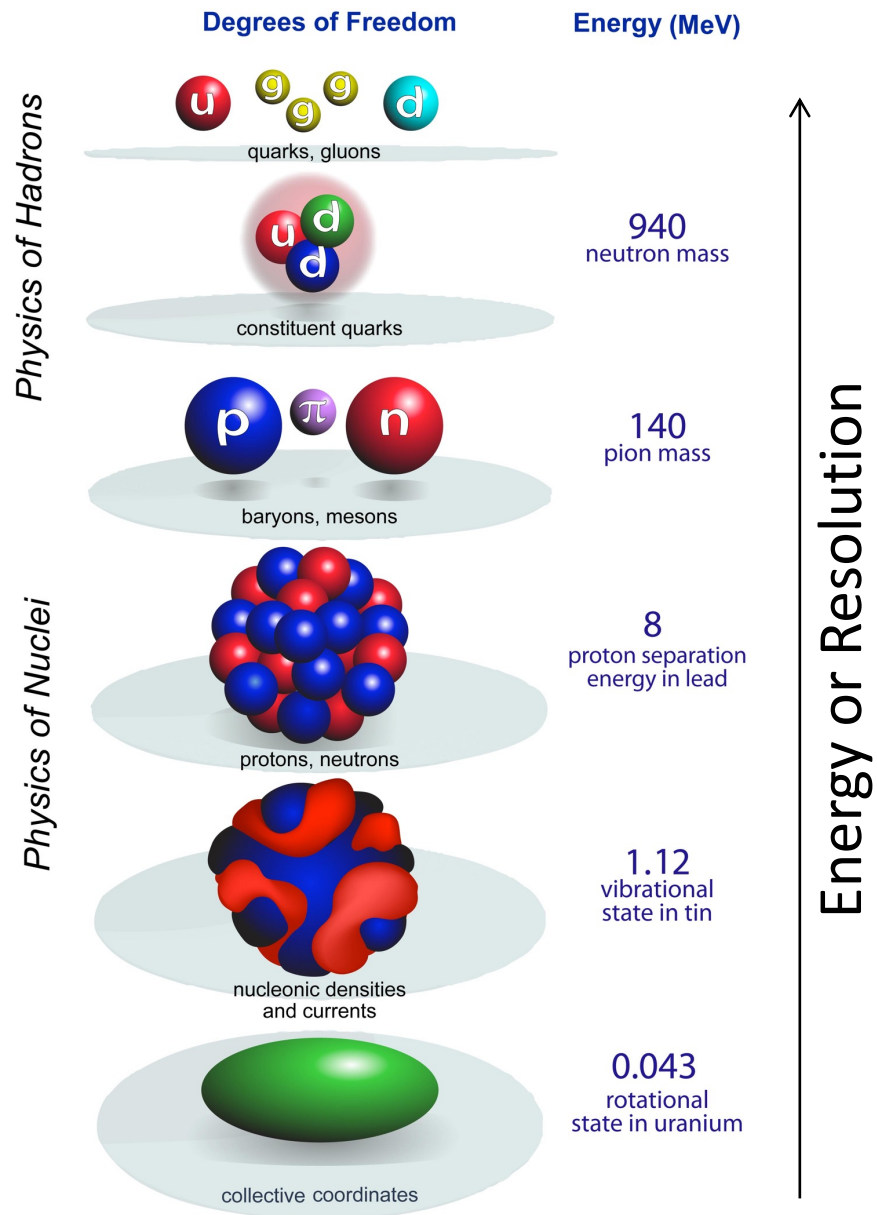 Degrees of Freedom
Energy (MeV)
Physics of Hadrons
u g g g d
quarks, gluons
u d d
constituent quarks
940
neutron mass
p π n
baryons, mesons
140
pion mass
Physics of Nuclei
protons, neutrons
8
proton separation
energy in lead
nucleonic densities
and currents
1.12
vibrational
state in tin
collective coordinates
0.043
rotational
state in uranium
Energy or Resolution